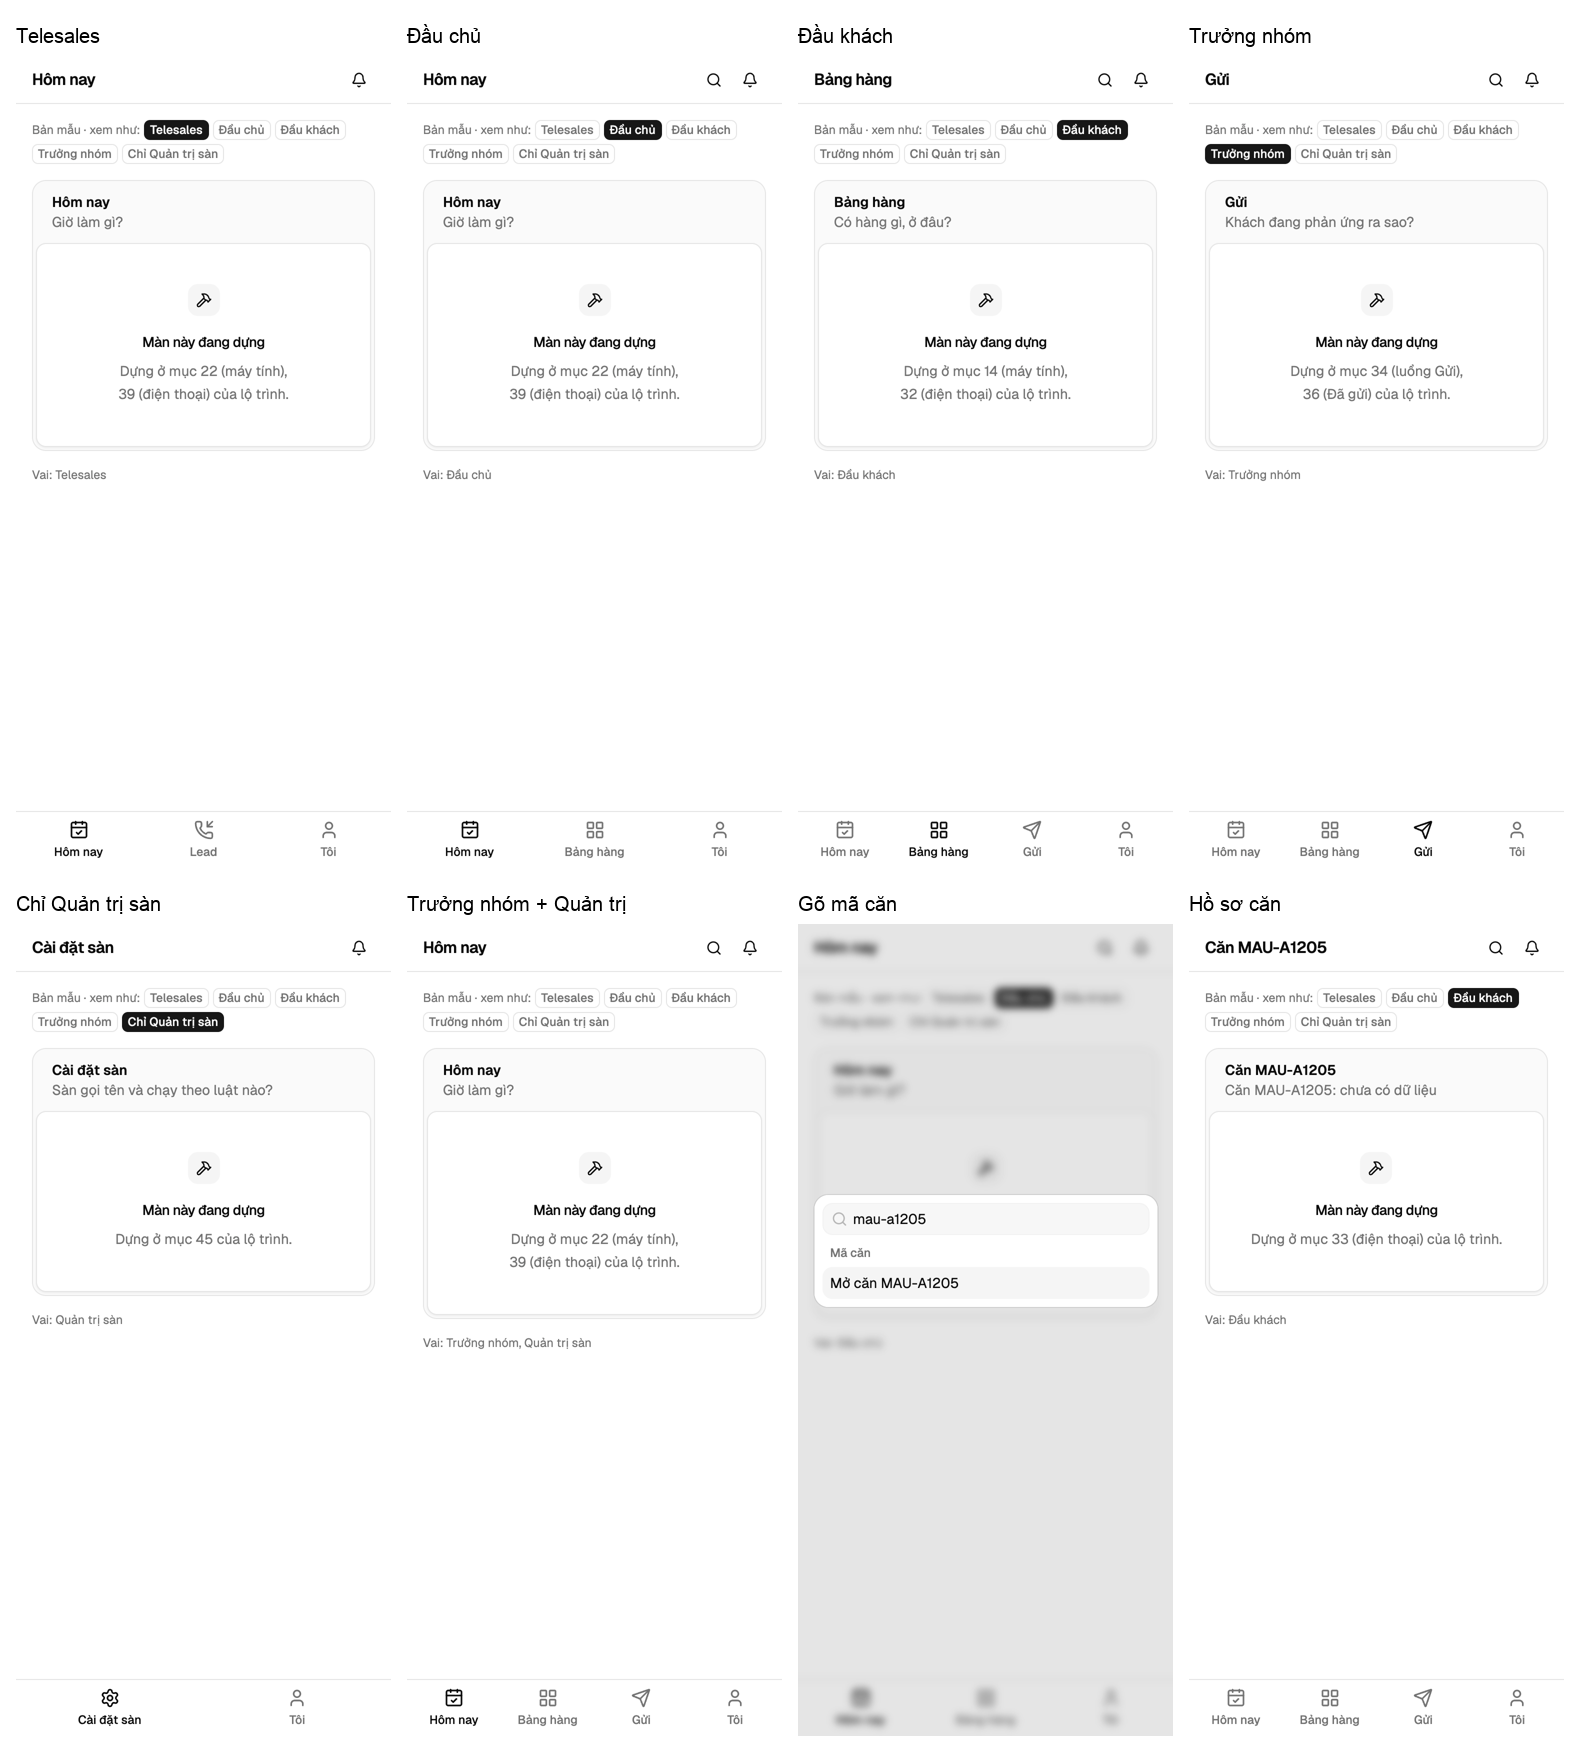 Telesales
Hôm nay
Bản mẫu · xem như: Telesales Đầu chủ Đầu khách
Trưởng nhóm Chỉ Quản trị sàn
Hôm nay
Giờ làm gì?
Màn này đang dựng
Dựng ở mục 22 (máy tính),
39 (điện thoại) của lộ trình.
Vai: Telesales
Hôm nay Lead Tôi
Đầu chủ
Hôm nay
Bản mẫu · xem như: Telesales Đầu chủ Đầu khách
Trưởng nhóm Chỉ Quản trị sàn
Hôm nay
Giờ làm gì?
Màn này đang dựng
Dựng ở mục 22 (máy tính),
39 (điện thoại) của lộ trình.
Vai: Đầu chủ
Hôm nay Bảng hàng Tôi
Đầu khách
Bảng hàng
Bản mẫu · xem như: Telesales Đầu chủ Đầu khách
Trưởng nhóm Chỉ Quản trị sàn
Bảng hàng
Có hàng gì, ở đâu?
Màn này đang dựng
Dựng ở mục 14 (máy tính),
32 (điện thoại) của lộ trình.
Vai: Đầu khách
Hôm nay Bảng hàng Gửi Tôi
Trưởng nhóm
Gửi
Bản mẫu · xem như: Telesales Đầu chủ Đầu khách
Trưởng nhóm Chỉ Quản trị sàn
Gửi
Khách đang phản ứng ra sao?
Màn này đang dựng
Dựng ở mục 34 (luồng Gửi),
36 (Đã gửi) của lộ trình.
Vai: Trưởng nhóm
Hôm nay Bảng hàng Gửi Tôi
Chỉ Quản trị sàn
Cài đặt sàn
Bản mẫu · xem như: Telesales Đầu chủ Đầu khách
Trưởng nhóm Chỉ Quản trị sàn
Cài đặt sàn
Sàn gọi tên và chạy theo luật nào?
Màn này đang dựng
Dựng ở mục 45 của lộ trình.
Vai: Quản trị sàn
Cài đặt sàn Tôi
Trưởng nhóm + Quản trị
Hôm nay
Bản mẫu · xem như: Telesales Đầu chủ Đầu khách
Trưởng nhóm Chỉ Quản trị sàn
Hôm nay
Giờ làm gì?
Màn này đang dựng
Dựng ở mục 22 (máy tính),
39 (điện thoại) của lộ trình.
Vai: Trưởng nhóm, Quản trị sàn
Hôm nay Bảng hàng Gửi Tôi
Gõ mã căn
Hôm nay
mau-a1205
Mã căn
Mở căn MAU-A1205
Hồ sơ căn
Căn MAU-A1205
Bản mẫu · xem như: Telesales Đầu chủ Đầu khách
Trưởng nhóm Chỉ Quản trị sàn
Căn MAU-A1205
Căn MAU-A1205: chưa có dữ liệu
Màn này đang dựng
Dựng ở mục 33 (điện thoại) của lộ trình.
Vai: Đầu khách
Hôm nay Bảng hàng Gửi Tôi